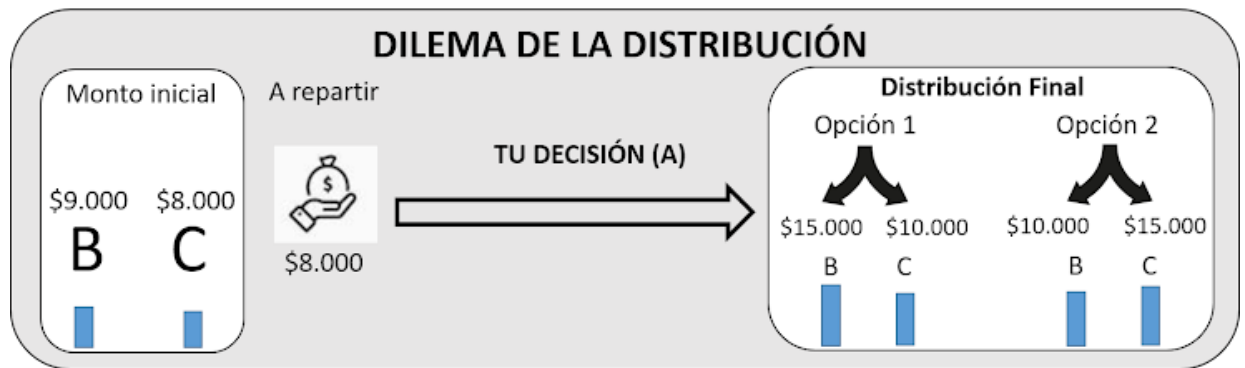 DILEMA DE LA DISTRIBUCIÓN
Monto inicial
$9.000 $8.000
B C
A repartir
$
$8.000
TU DECISIÓN (A)
Distribución Final
Opción 1 Opción 2
$15.000 $10.000 $10.000 $15.000
B C B C